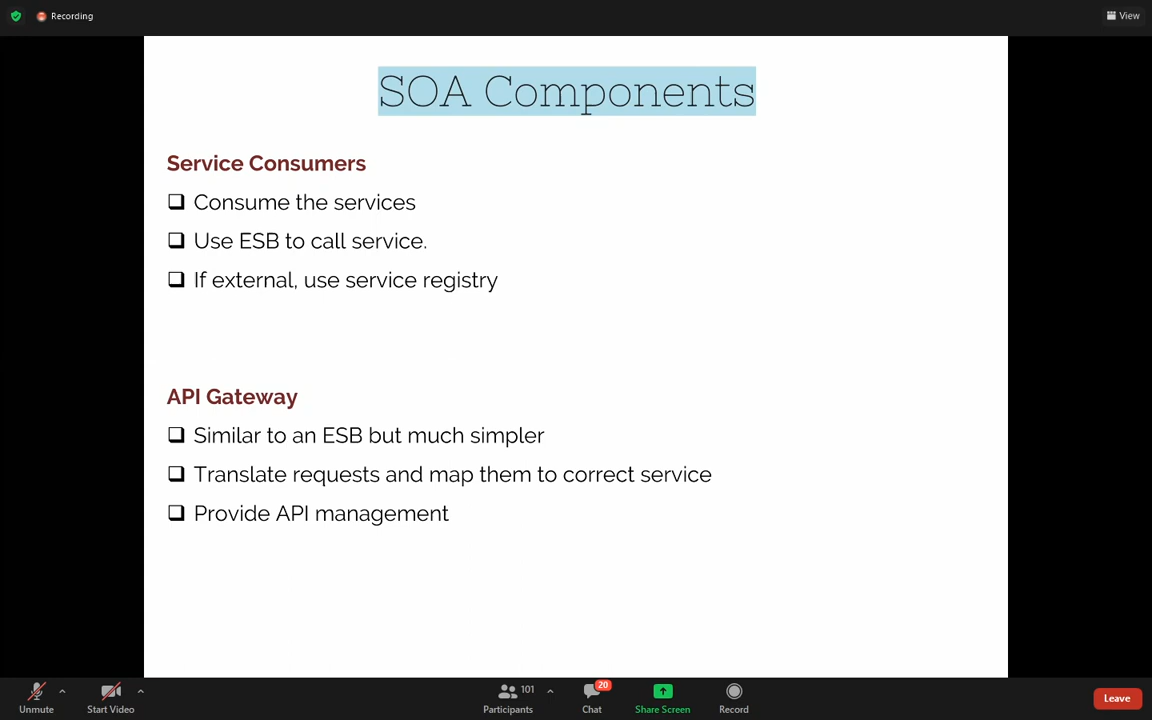 Recording
View
SOA Components
Service Consumers
Consume the services
Use ESB to call service.
If external, use service registry
API Gateway
Similar to an ESB but much simpler
Translate requests and map them to correct service
Provide API management
101
20
Unmute
Start Video
Participants
Chat
Share Screen
Record
Leave